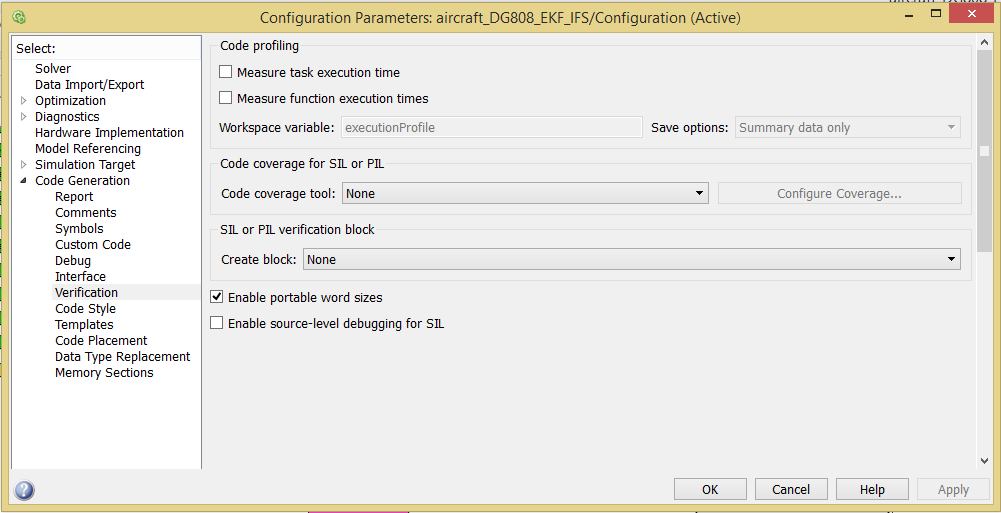 Configuration Parameters: aircraft_DG808_EKF_IFS/Configuration (Active)
Select:
Solver
Data Import/Export
Optimization
Diagnostics
Hardware Implementation
Model Referencing
Simulation Target
Code Generation
Report
Comments
Symbols
Custom Code
Debug
Interface
Verification
Code Style
Templates
Code Placement
Data Type Replacement
Memory Sections
Code profiling
Measure task execution time
Measure function execution times
Workspace variable: executionProfile Save options: Summary data only
Code coverage for SIL or PIL
Code coverage tool: None Configure Coverage...
SIL or PIL verification block
Create block: None
Enable portable word sizes
Enable source-level debugging for SIL
OK Cancel Help Apply